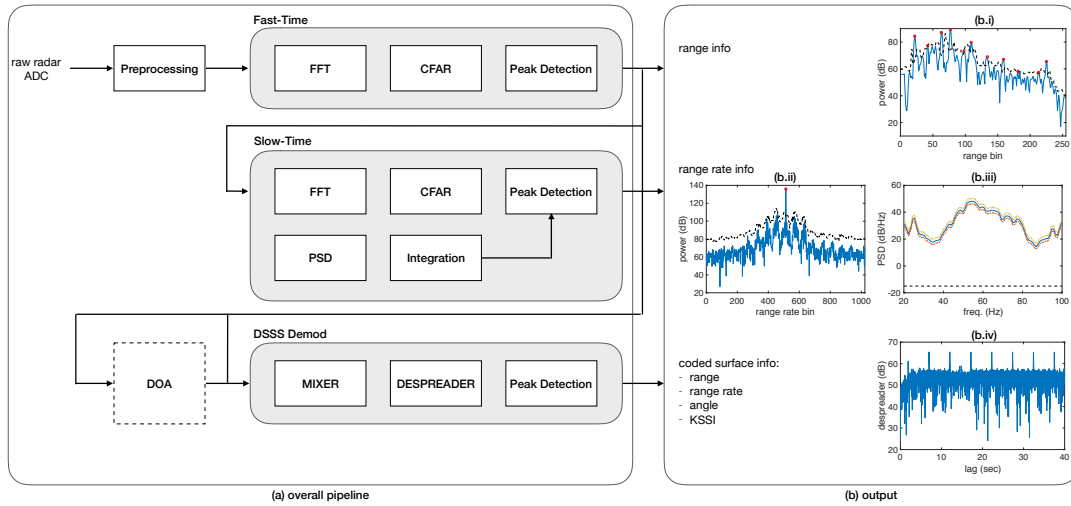 Fast-Time
raw radar
ADC
Preprocessing
FFT
CFAR
Peak Detection
Slow-Time
FFT
CFAR
Peak Detection
PSD
Integration
DSSS Demod
DOA
MIXER
DESPREADER
Peak Detection
(a) overall pipeline
range info
(b.i)
80
60
40
20
power (dB)
0
50
100
150
200
250
range bin
range rate info
(b.ii)
140
120
100
80
60
40
20
power (dB)
0
200
400
600
800
1000
range rate bin
(b.iii)
60
40
20
0
-20
PSD (dB/Hz)
20
40
60
80
100
freq. (Hz)
coded surface info:
- range
- range rate
- angle
- KSSI
(b.iv)
70
60
50
40
30
20
despreader (dB)
0
10
20
30
40
lag (sec)
(b) output